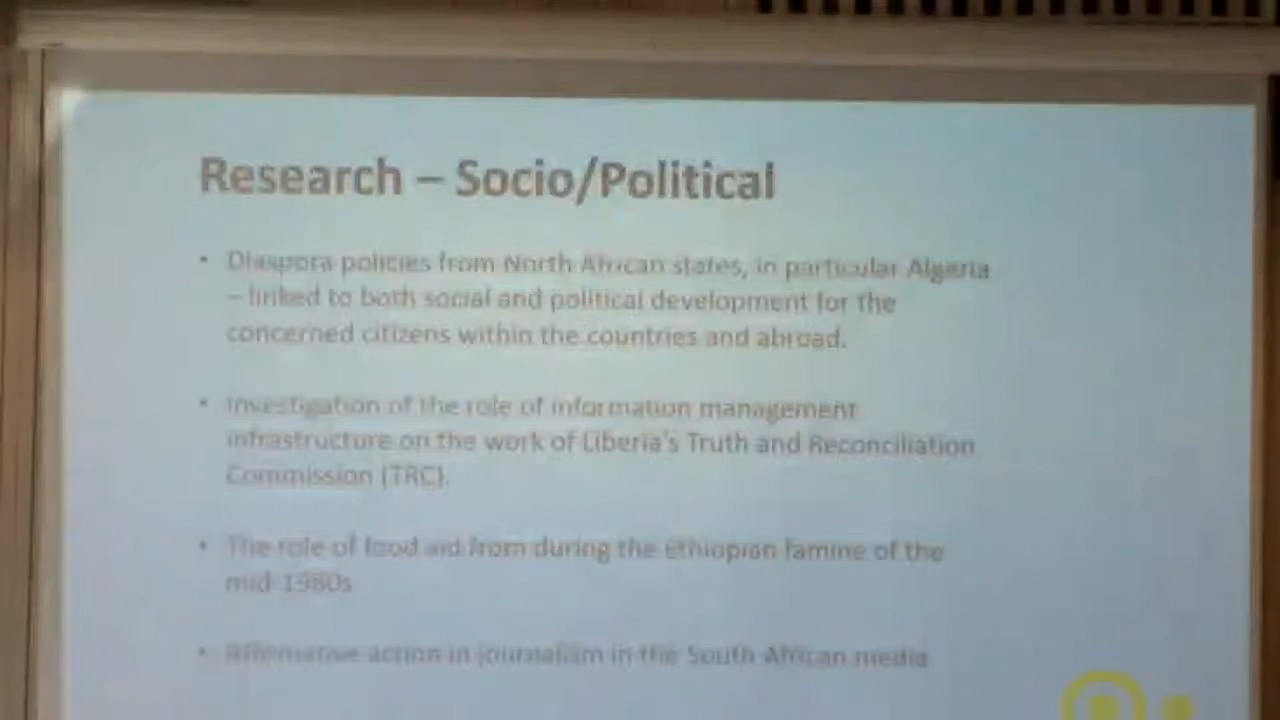 Research – Socio/Political
• Diaspora policies from North African states, in particular Algeria
– linked to both social and political development for the
concerned citizens within the countries and abroad.
• Investigation of the role of information management
infrastructure on the work of Liberia's Truth and Reconciliation
Commission (TRC).
• The role of food aid from during the Ethiopian famine of the
mid-1980s
• Affirmative action in journalism in the South African media